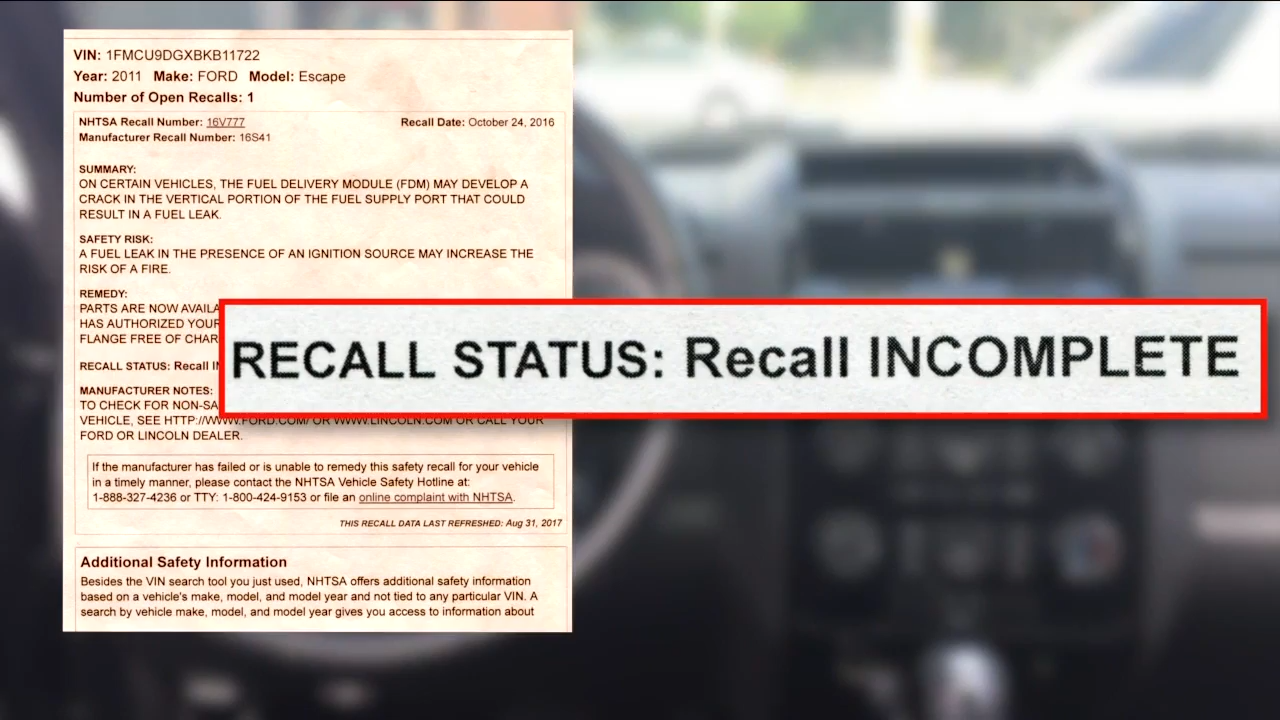 VIN: 1FMCU9DGXBKB11722
Year: 2011 Make: FORD Model: Escape
Number of Open Recalls: 1
NHTSA Recall Number: 16V777 Recall Date: October 24, 2016
Manufacturer Recall Number: 16S41
SUMMARY:
ON CERTAIN VEHICLES, THE FUEL DELIVERY MODULE (FDM) MAY DEVELOP A
CRACK IN THE VERTICAL PORTION OF THE FUEL SUPPLY PORT THAT COULD
RESULT IN A FUEL LEAK.
SAFETY RISK:
A FUEL LEAK IN THE PRESENCE OF AN IGNITION SOURCE MAY INCREASE THE
RISK OF A FIRE.
REMEDY:
PARTS ARE NOW AVAILA
HAS AUTHORIZED YOUR
FLANGE FREE OF CHAR
RECALL STATUS: Recall IN
RECALL STATUS: Recall INCOMPLETE
MANUFACTURER NOTES:
TO CHECK FOR NON-SA
VEHICLE, SEE HTTP://WWW.FORD.COM/ OR WWW.LINCOLN.COM OR CALL YOUR
FORD OR LINCOLN DEALER.
If the manufacturer has failed or is unable to remedy this safety recall for your vehicle
in a timely manner, please contact the NHTSA Vehicle Safety Hotline at:
1-888-327-4236 or TTY: 1-800-424-9153 or file an online complaint with NHTSA.
THIS RECALL DATA LAST REFRESHED: Aug 31, 2017
Additional Safety Information
Besides the VIN search tool you just used, NHTSA offers additional safety information
based on a vehicle's make, model, and model year and not tied to any particular VIN. A
search by vehicle make, model, and model year gives you access to information about